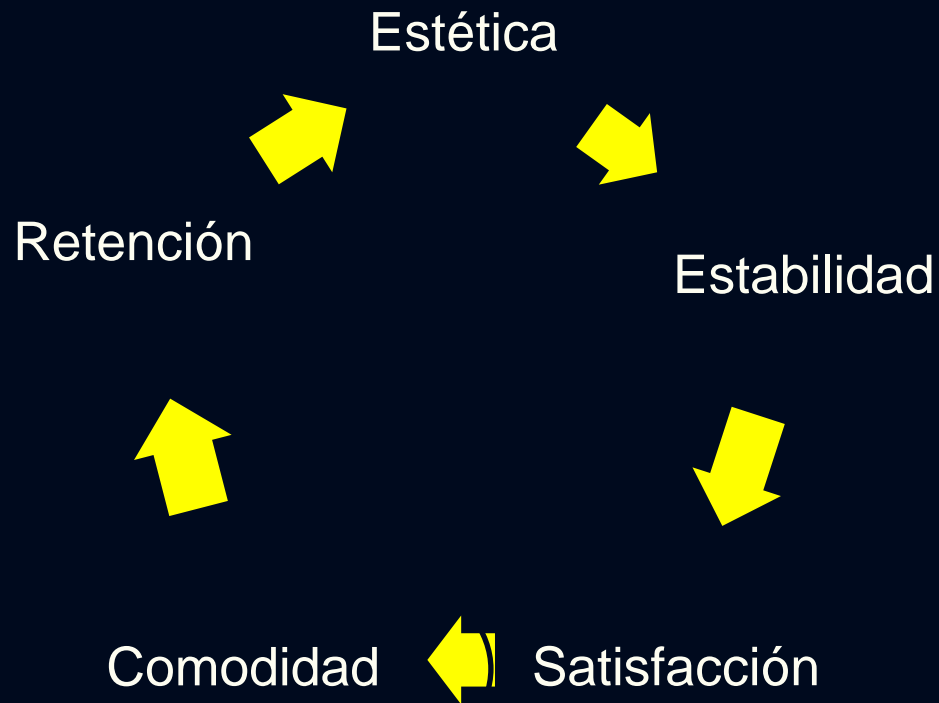 Estética
Retención
Estabilidad
Comodidad
Satisfacción